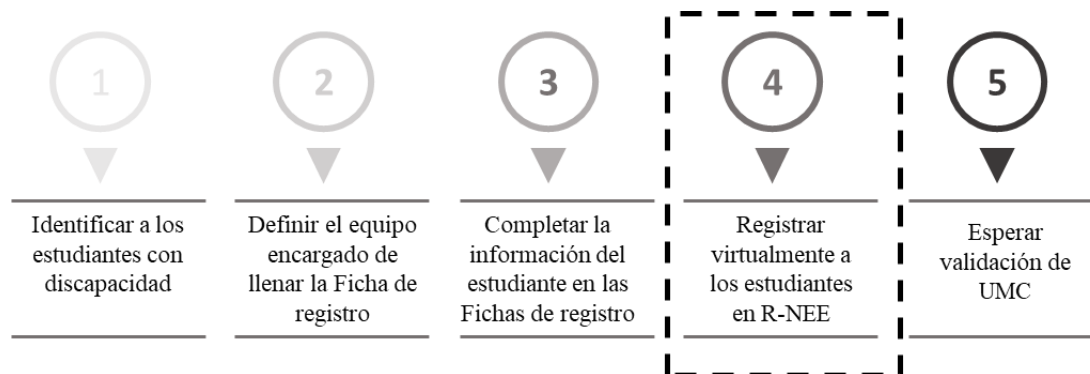 1
2
3
4
5
Identificar a los
estudiantes con
discapacidad
Definir el equipo
encargado de
llenar la Ficha de
registro
Completar la
información del
estudiante en las
Fichas de registro
Registrar
virtualmente a
los estudiantes
en R-NEE
Esperar
validación de
UMC